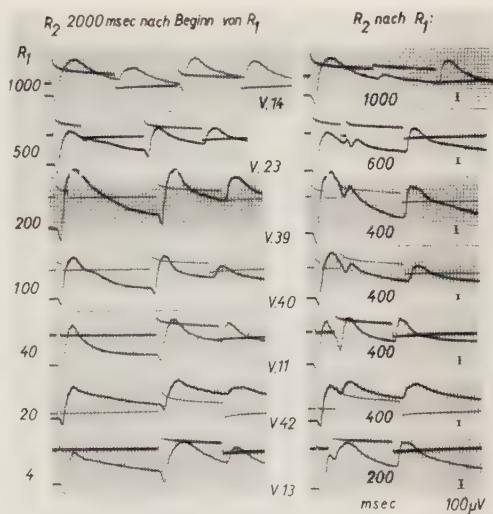 R₂ 2000 msec nach Beginn von R₁
R₂ nach R₁:
R₁
1000
V.14
1000
500
V.23
600
200
V.39
400
100
V.40
400
40
V.11
400
20
V.42
400
4
V 13
200
msec
100µV